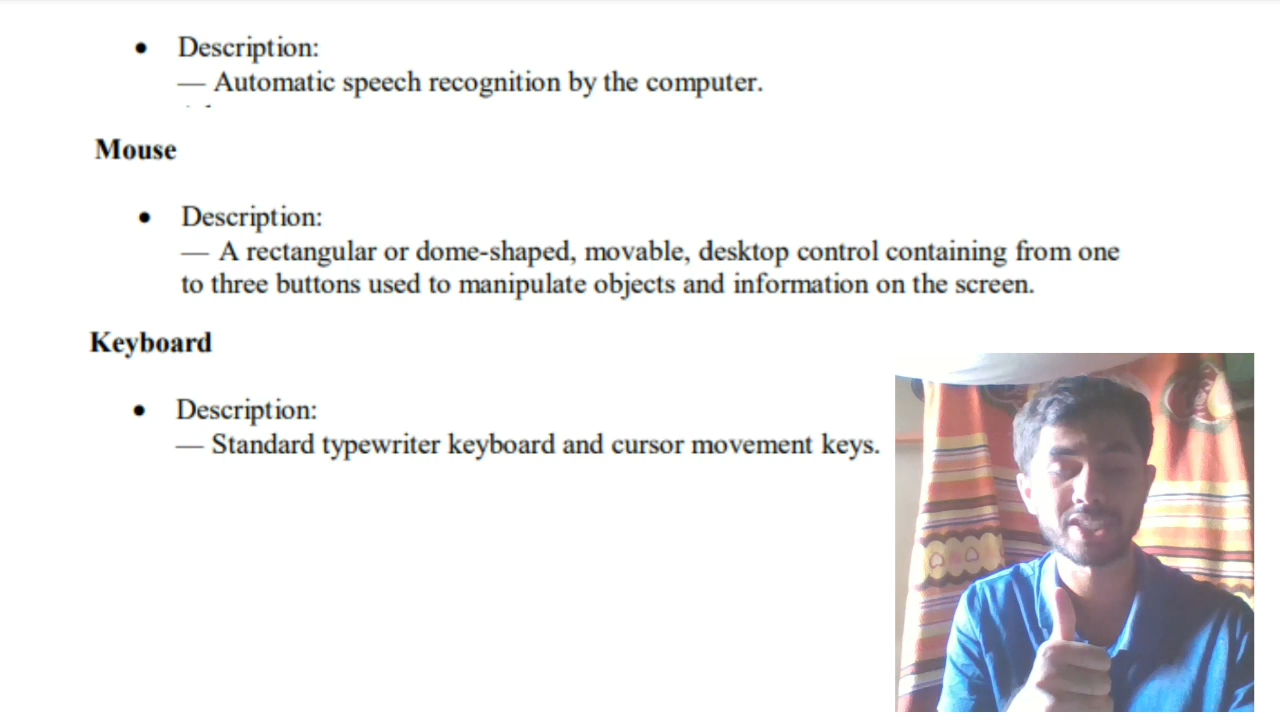 • Description:
— Automatic speech recognition by the computer.
Mouse
• Description:
— A rectangular or dome-shaped, movable, desktop control containing from one
to three buttons used to manipulate objects and information on the screen.
Keyboard
• Description:
— Standard typewriter keyboard and cursor movement keys.